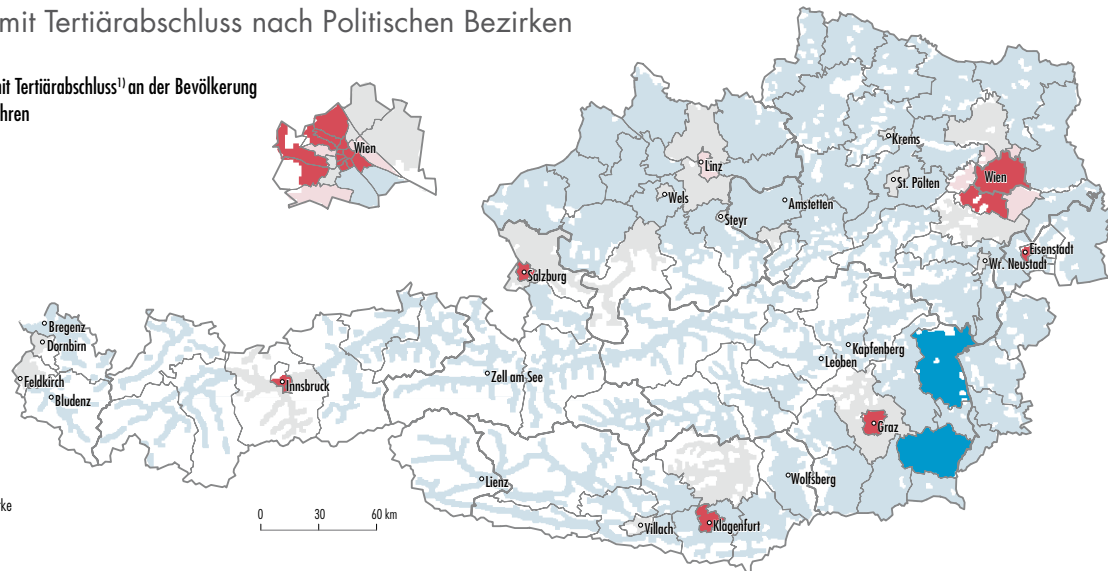 mit Tertiärabschluss nach Politischen Bezirken
it Tertiärabschluss¹⁾ an der Bevölkerung
hren
Wien
Krems
Linz
St. Pölten
Wien
Wels
Amstetten
Steyr
Eisenstadt
Wr. Neustadt
Salzburg
Bregenz
Dornbirn
Kapfenberg
Leoben
Feldkirch
Innsbruck
Zell am See
Bludenz
Graz
Lienz
Wolfsberg
rke
0 30 60 km
Villach
Klagenfurt